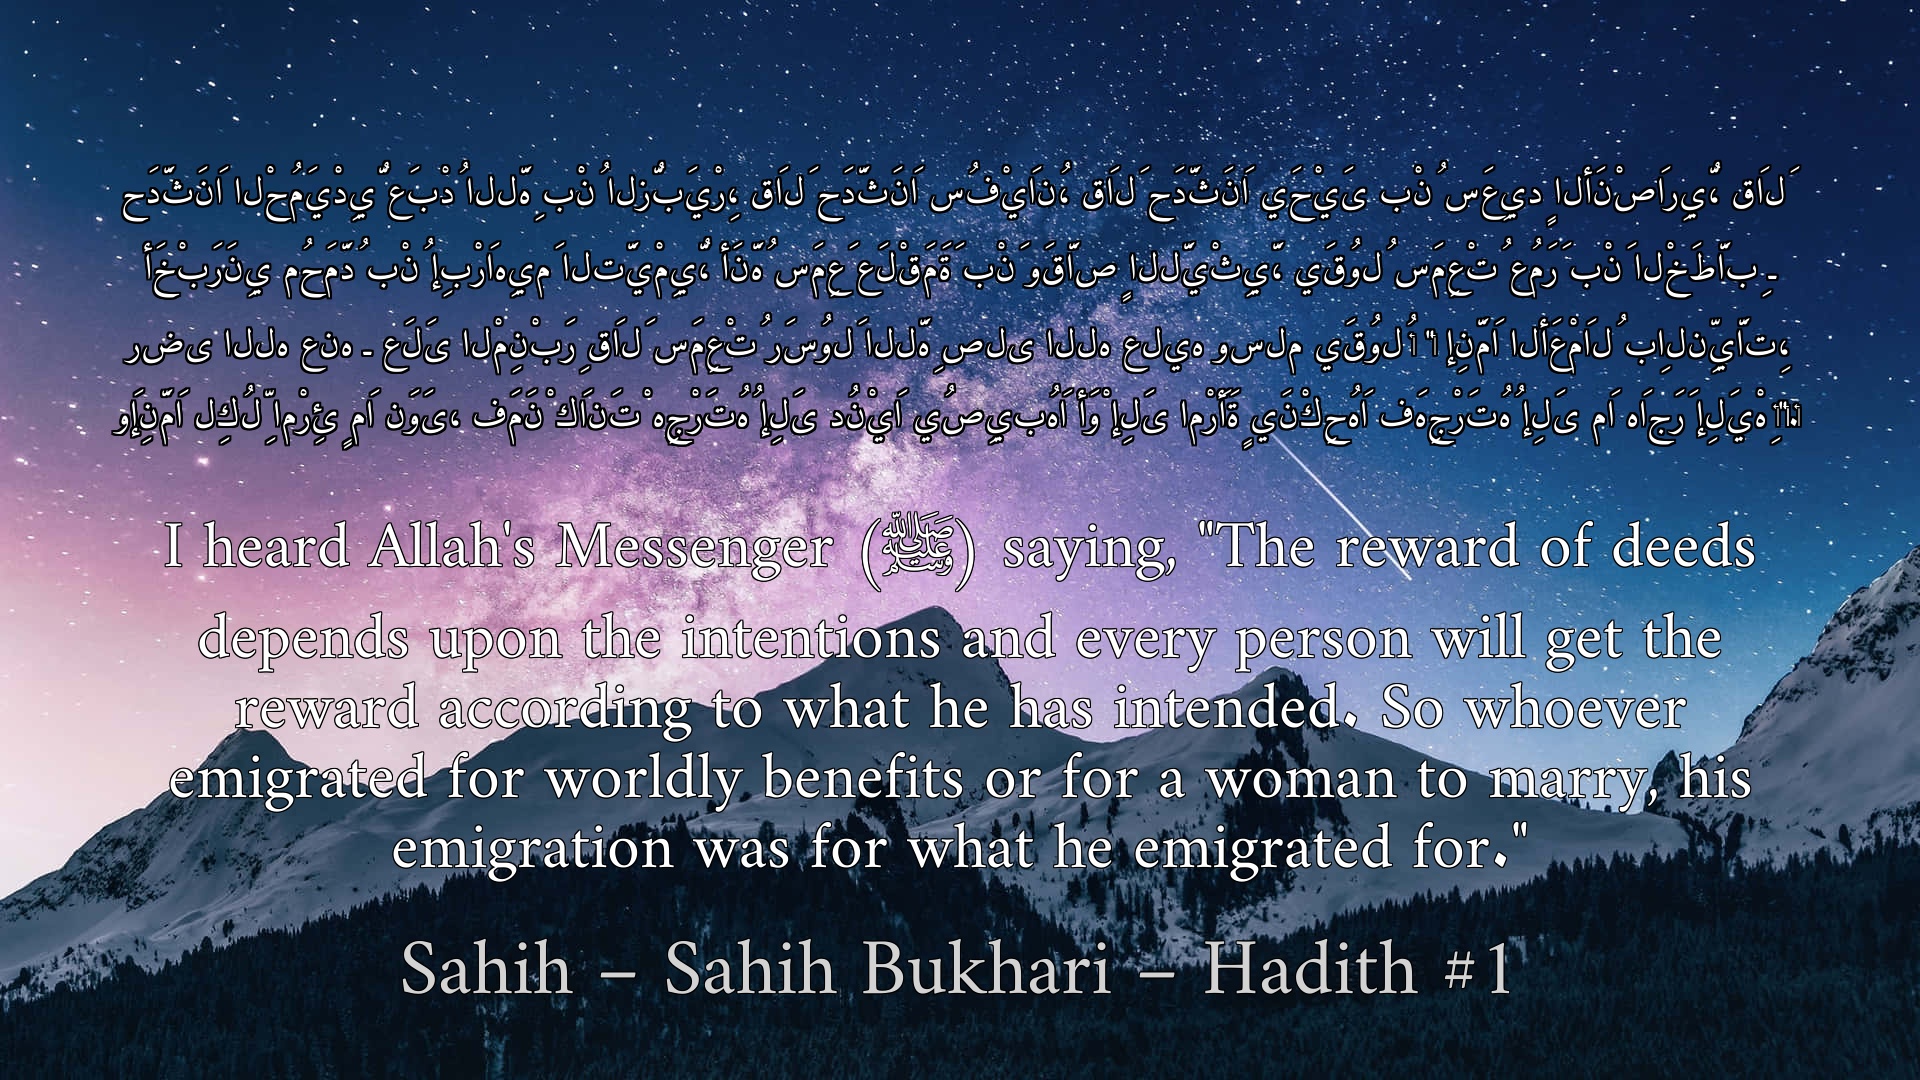 حَدَّثَنَا الْحُمَيْدِيُّ عَبْدُ اللَّهِ بْنُ الزُّبَيْرِ، قَالَ حَدَّثَنَا سُفْيَانُ، قَالَ حَدَّثَنَا يَحْيَى بْنُ سَعِيدٍ الأَنْصَارِيُّ، قَالَ
أَخْبَرَنِي مُحَمَّدُ بْنُ إِبْرَاهِيمَ التَّيْمِيُّ، أَنَّهُ سَمِعَ عَلْقَمَةَ بْنَ وَقَّاصٍ اللَّيْثِيَّ، يَقُولُ سَمِعْتُ عُمَرَ بْنَ الْخَطَّابِ ـ
رضى الله عنه ـ عَلَى الْمِنْبَرِ قَالَ سَمِعْتُ رَسُولَ اللَّهِ صلى الله عليه وسلم يَقُولُ " إِنَّمَا الأَعْمَالُ بِالنِّيَّاتِ،
وَإِنَّمَا لِكُلِّ امْرِئٍ مَا نَوَى، فَمَنْ كَانَتْ هِجْرَتُهُ إِلَى دُنْيَا يُصِيبُهَا أَوْ إِلَى امْرَأَةٍ يَنْكِحُهَا فَهِجْرَتُهُ إِلَى مَا هَاجَرَ إِلَيْهِ ".
I heard Allah's Messenger (ﷺ) saying, "The reward of deeds
depends upon the intentions and every person will get the
reward according to what he has intended. So whoever
emigrated for worldly benefits or for a woman to marry, his
emigration was for what he emigrated for."
Sahih – Sahih Bukhari – Hadith #1